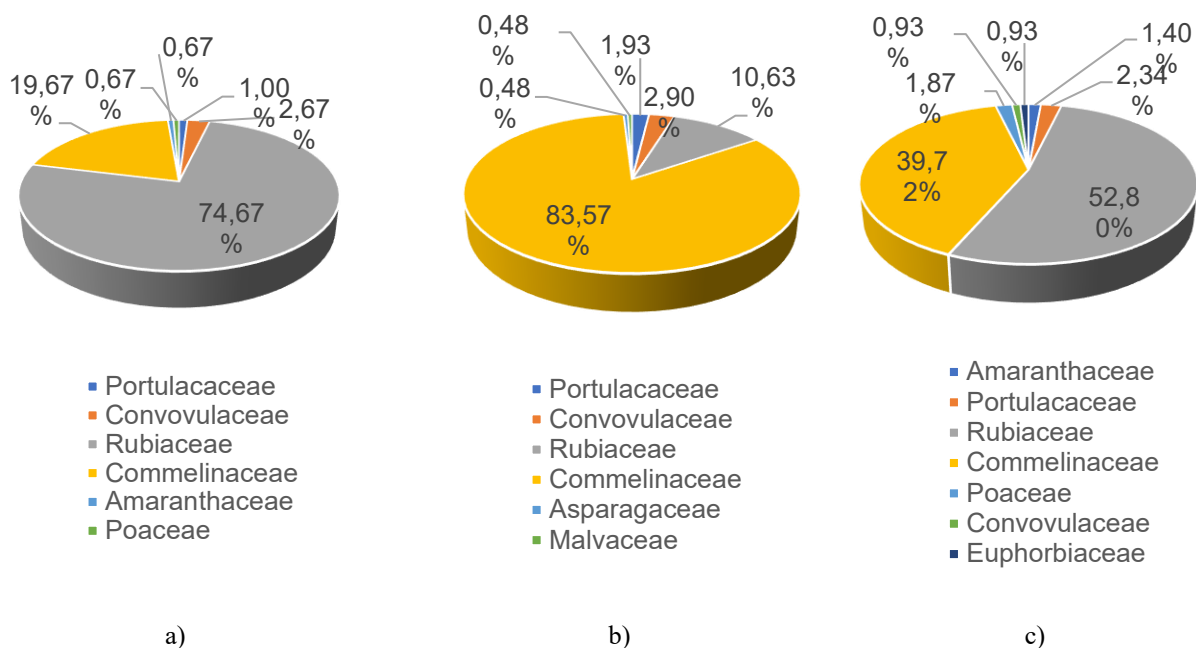 0,67
%
19,67
%
0,67
%
1,00
%
2,67
%
74,67
%
Portulacaceae
Convovulaceae
Rubiaceae
Commelinaceae
Amaranthaceae
Poaceae
a)
0,48
%
0,48
%
1,93
%
2,90
%
10,63
%
83,57
%
Portulacaceae
Convovulaceae
Rubiaceae
Commelinaceae
Asparagaceae
Malvaceae
b)
0,93
%
0,93
%
1,40
%
1,87
%
2,34
%
39,7
2%
52,8
0%
Amaranthaceae
Portulacaceae
Rubiaceae
Commelinaceae
Poaceae
Convovulaceae
Euphorbiaceae
c)